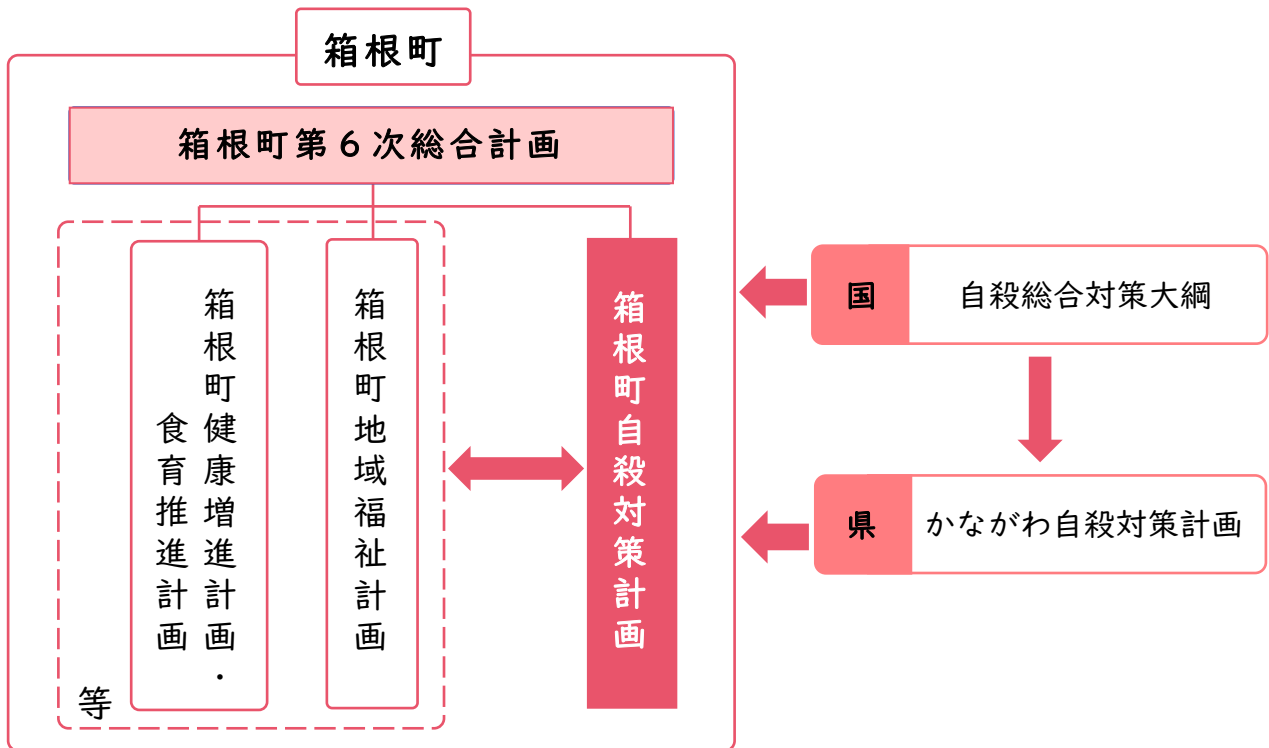 箱根町
箱根町第６次総合計画
箱根町健康増進計画・
食育推進計画
箱根町地域福祉計画
等
箱根町自殺対策計画
国
自殺総合対策大綱
県
かながわ自殺対策計画